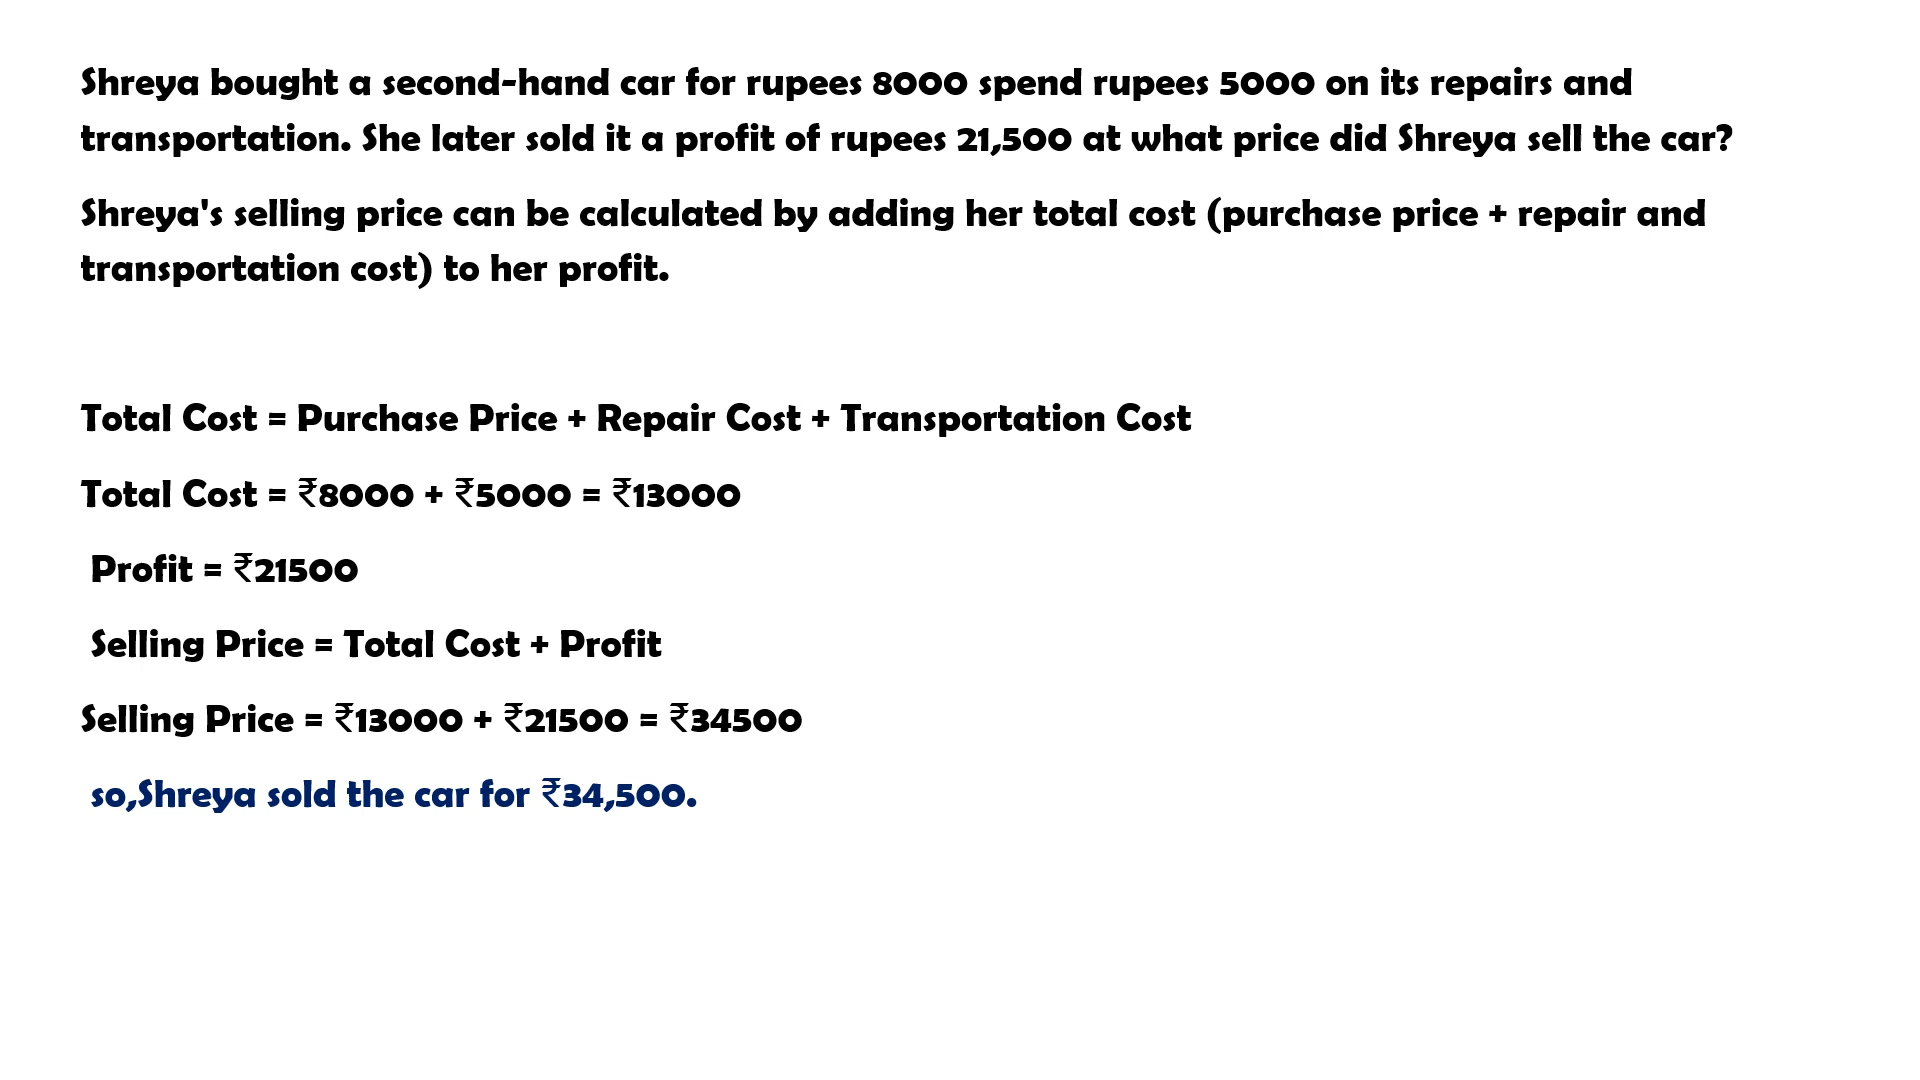 Shreya bought a second-hand car for rupees 8000 spend rupees 5000 on its repairs and
transportation. She later sold it a profit of rupees 21,500 at what price did Shreya sell the car?
Shreya's selling price can be calculated by adding her total cost (purchase price + repair and
transportation cost) to her profit.
Total Cost = Purchase Price + Repair Cost + Transportation Cost
Total Cost = ₹8000 + ₹5000 = ₹13000
Profit = ₹21500
Selling Price = Total Cost + Profit
Selling Price = ₹13000 + ₹21500 = ₹34500
so,Shreya sold the car for ₹34,500.